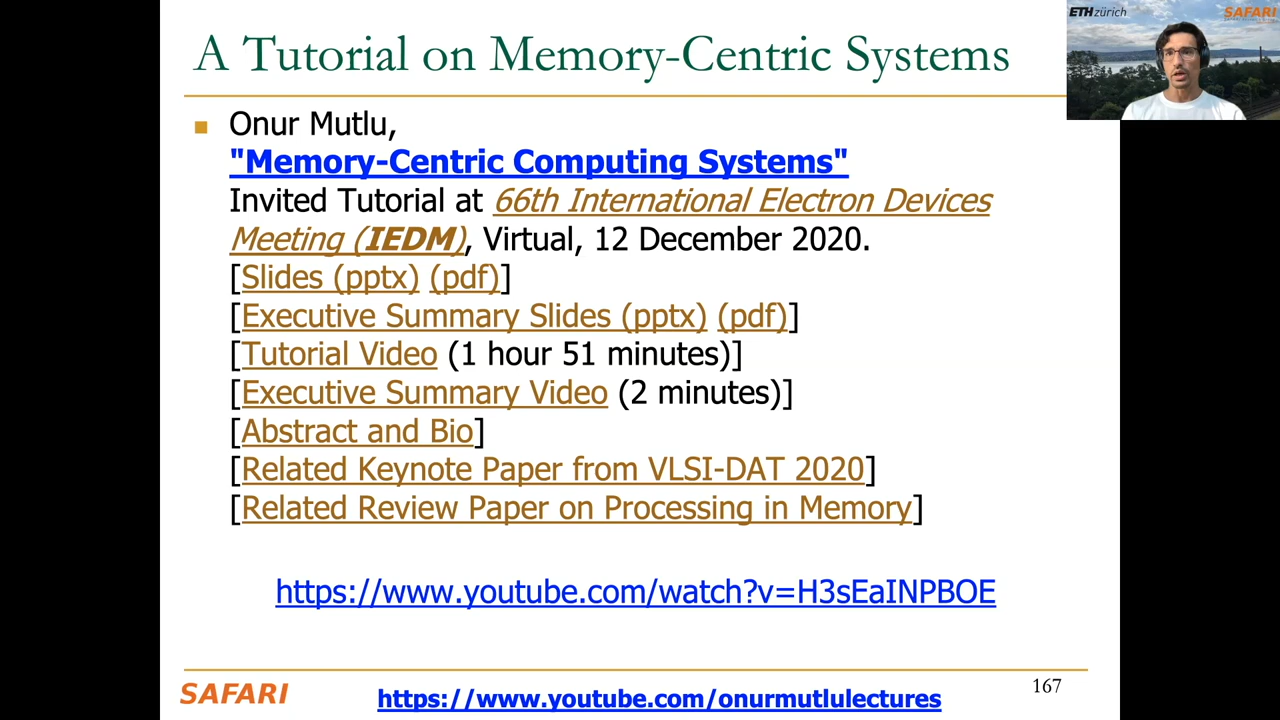 A Tutorial on Memory-Centric Systems
ETH zürich
SAFARI
Onur Mutlu,
"Memory-Centric Computing Systems"
Invited Tutorial at 66th International Electron Devices
Meeting (IEDM), Virtual, 12 December 2020.
[Slides (pptx) (pdf)]
[Executive Summary Slides (pptx) (pdf)]
[Tutorial Video (1 hour 51 minutes)]
[Executive Summary Video (2 minutes)]
[Abstract and Bio]
[Related Keynote Paper from VLSI-DAT 2020]
[Related Review Paper on Processing in Memory]
https://www.youtube.com/watch?v=H3sEaINPBOE
SAFARI
https://www.youtube.com/onurmutlulectures
167